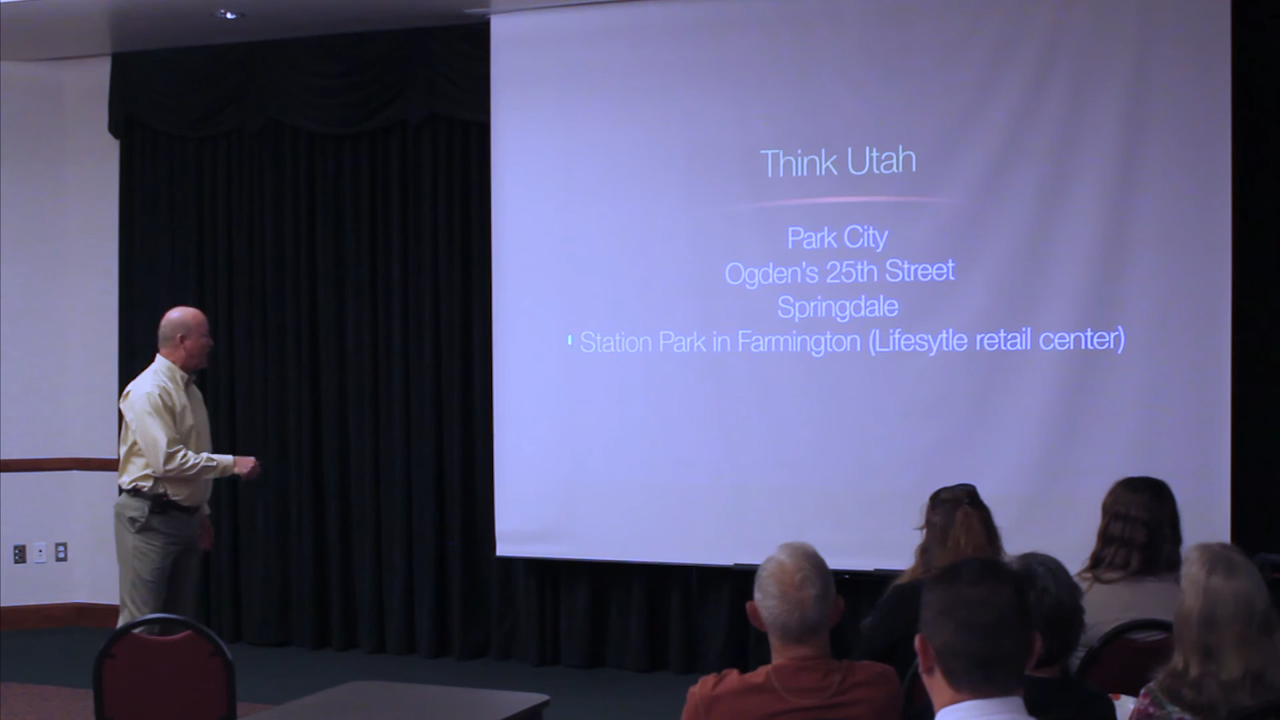 Think Utah
Park City
Ogden's 25th Street
Springdale
Station Park in Farmington (Lifesytle retail center)